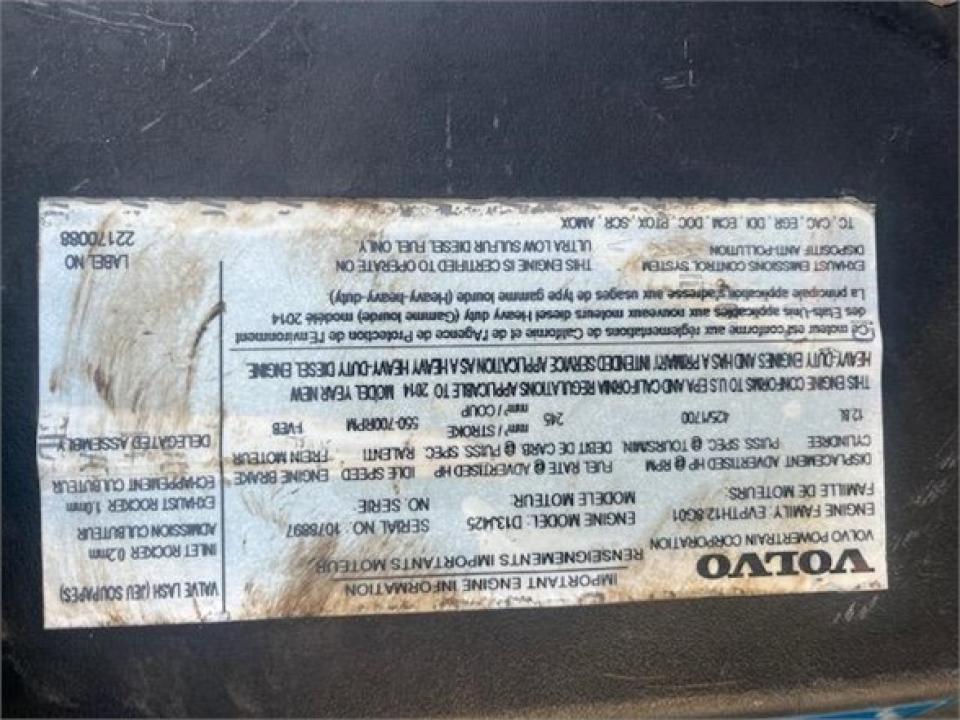 IMPORTANT ENGINE INFORMATION
RENSEIGNEMENTS IMPORTANTS MOTEUR
VOLVO
VOLVO POWERTRAIN CORPORATION
ENGINE FAMILY: EVPTH12.8G01
FAMILLE DE MOTEURS:
ENGINE MODEL: D13J425
MODELE MOTEUR:
SERIAL NO. 1078897
NO. SERIE:
DISPLACEMENT ADVERTISED HP @ RPM FUEL RATE @ ADVERTISED HP IDLE SPEED ENGINE BRAKE
CYLINDREE PUISS SPEC @ TOURS/MIN DEBIT DE CARB @ PUISS SPEC RALENTI FREIN MOTEUR
12.8L 425/1700 245 mm³ / STROKE 550-700RPM I-VEB
mm³ / COUP
THIS ENGINE CONFORMS TO US EPA AND CALIFORNIA REGULATIONS APPLICABLE TO 2014 MODEL YEAR NEW
HEAVY-DUTY ENGINES AND HAS A PRIMARY INTENDED SERVICE APPLICATION AS A HEAVY HEAVY-DUTY DIESEL ENGINE.
Ce moteur est conforme aux réglementations de Californie et de l'Agence de Protection de l'Environment
des Etats-Unis applicables aux nouveaux moteurs diesel Heavy duty (Gamme lourde) modèle 2014
La principale application s'adresse aux usages de type gamme lourde (Heavy heavy-duty)
EXHAUST EMISSIONS CONTROL SYSTEM
DISPOSITIF ANTI-POLLUTION
TC , CAC , EGR DDI , ECM , DOC , PTOX , SCR , AMOX
THIS ENGINE IS CERTIFIED TO OPERATE ON
ULTRA LOW SULFUR DIESEL FUEL ONLY
VALVE LASH (JEU SOUPAPES)
INLET ROCKER 0.2mm
ADMISSION CULBUTEUR
EXHAUST ROCKER 1.0mm
ECHAPPEMENT CULBUTEUR
DELEGATED ASSEMBLY
LABEL NO
22170088